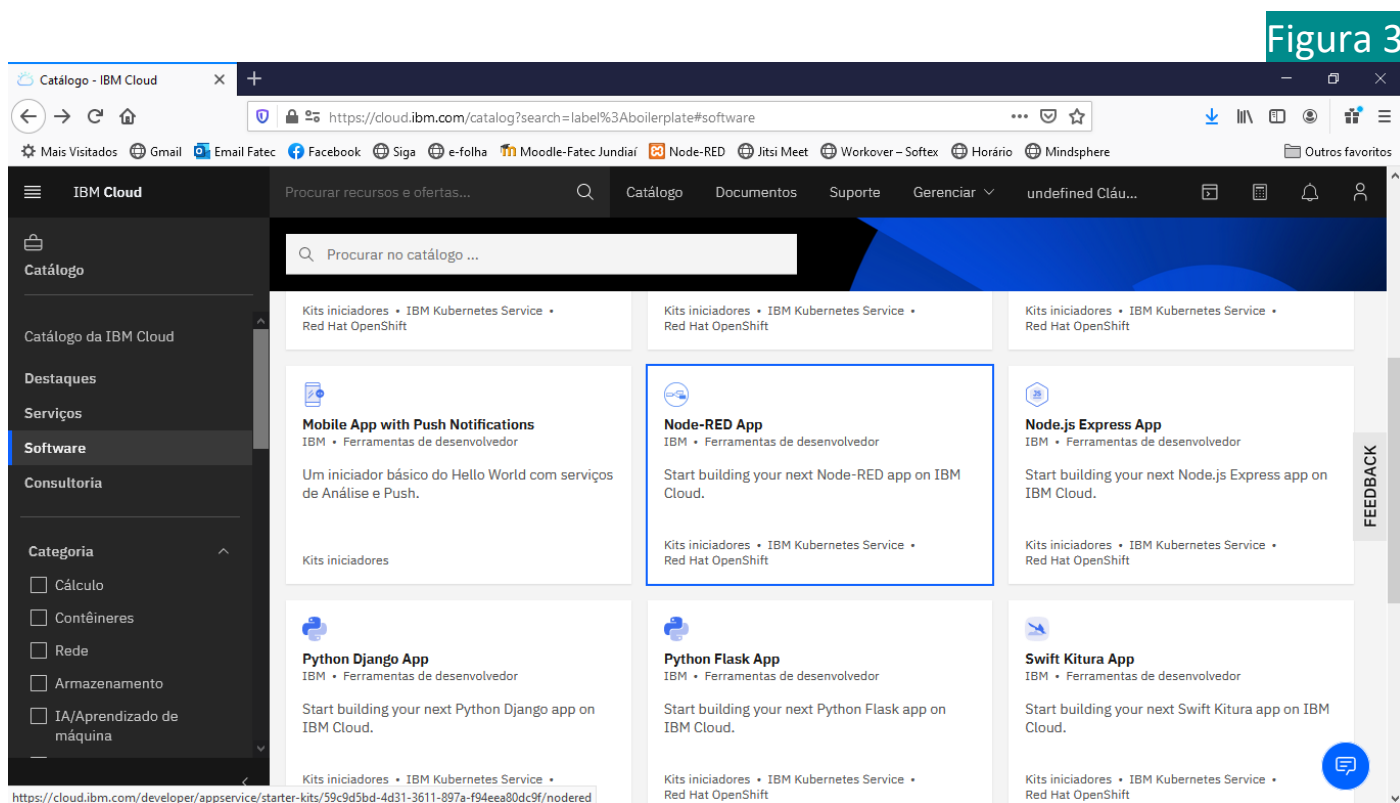 Figura 3
Catálogo - IBM Cloud
https://cloud.ibm.com/catalog?search=label%3Aboilerplate#software
Mais Visitados Gmail Email Fatec Facebook Siga e-folha Moodle-Fatec Jundiaí Node-RED Jitsi Meet Workover – Softex Horário Mindsphere Outros favoritos
IBM Cloud Procurar recursos e ofertas... Catálogo Documentos Suporte Gerenciar undefined Cláu...
Catálogo
Procurar no catálogo ...
Catálogo da IBM Cloud
Destaques
Serviços
Software
Consultoria
Categoria
Cálculo
Contêineres
Rede
Armazenamento
IA/Aprendizado de
máquina
Kits iniciadores • IBM Kubernetes Service •
Red Hat OpenShift
Kits iniciadores • IBM Kubernetes Service •
Red Hat OpenShift
Kits iniciadores • IBM Kubernetes Service •
Red Hat OpenShift
Mobile App with Push Notifications
IBM • Ferramentas de desenvolvedor
Um iniciador básico do Hello World com serviços
de Análise e Push.
Kits iniciadores
Node-RED App
IBM • Ferramentas de desenvolvedor
Start building your next Node-RED app on IBM
Cloud.
Kits iniciadores • IBM Kubernetes Service •
Red Hat OpenShift
JS
Node.js Express App
IBM • Ferramentas de desenvolvedor
Start building your next Node.js Express app on
IBM Cloud.
Kits iniciadores • IBM Kubernetes Service •
Red Hat OpenShift
Python Django App
IBM • Ferramentas de desenvolvedor
Start building your next Python Django app on
IBM Cloud.
Kits iniciadores • IBM Kubernetes Service •
Python Flask App
IBM • Ferramentas de desenvolvedor
Start building your next Python Flask app on
IBM Cloud.
Kits iniciadores • IBM Kubernetes Service •
Red Hat OpenShift
Swift Kitura App
IBM • Ferramentas de desenvolvedor
Start building your next Swift Kitura app on IBM
Cloud.
Kits iniciadores • IBM Kubernetes Service •
Red Hat OpenShift
FEEDBACK
https://cloud.ibm.com/developer/appservice/starter-kits/59c9d5bd-4d31-3611-897a-f94eea80dc9f/nodered